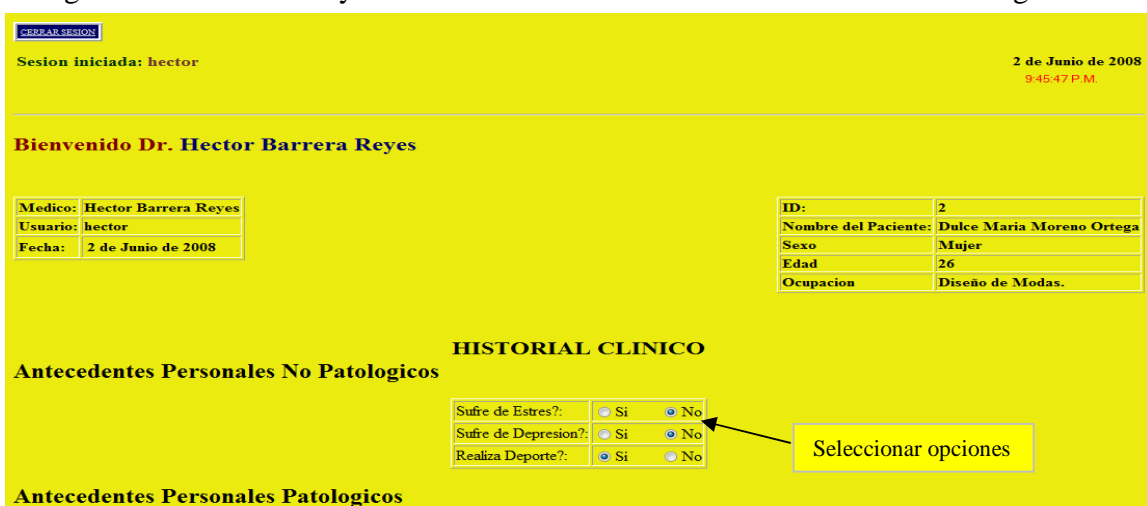 CERRAR SESION
Sesion iniciada: hector
2 de Junio de 2008
9:45:47 P.M.
Bienvenido Dr. Hector Barrera Reyes
Medico: Hector Barrera Reyes
Usuario: hector
Fecha: 2 de Junio de 2008
ID: 2
Nombre del Paciente: Dulce Maria Moreno Ortega
Sexo Mujer
Edad 26
Ocupacion Diseño de Modas.
HISTORIAL CLINICO
Antecedentes Personales No Patologicos
Sufre de Estres?: Si No
Sufre de Depresion?: Si No
Realiza Deporte?: Si No
Seleccionar opciones
Antecedentes Personales Patologicos